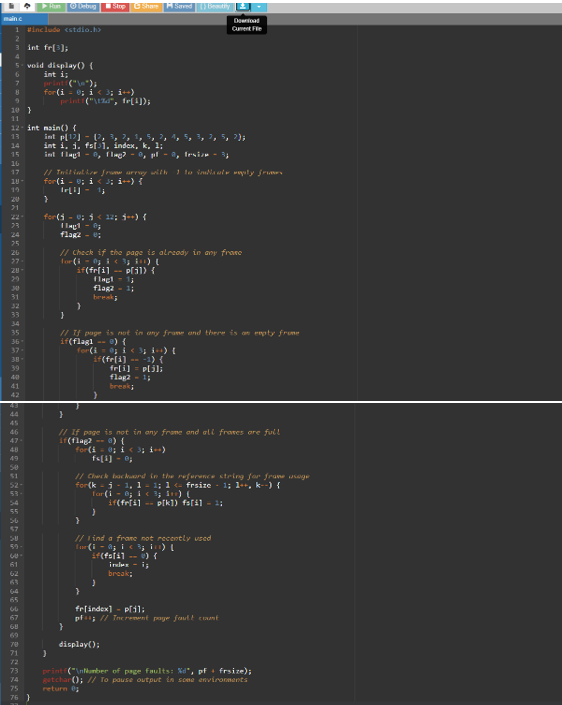 Run Debug Stop Share Saved {} Beautify
Download
Current File
main.c
1 #include <stdio.h>
2
3 int fr[3];
4
5 void display() {
6 int i;
7 printf("\n");
8 for(i = 0; i < 3; i++)
9 printf("\t%d", fr[i]);
10 }
11
12 int main() {
13 int p[12] = {2, 3, 2, 1, 5, 2, 4, 5, 3, 2, 5, 2};
14 int i, j, fs[3], index, k, l;
15 int flag1 = 0, flag2 = 0, pf = 0, frsize = 3;
16
17 // Initialize frame array with -1 to indicate empty frames
18 for(i = 0; i < 3; i++) {
19 fr[i] = -1;
20 }
21
22 for(j = 0; j < 12; j++) {
23 flag1 = 0;
24 flag2 = 0;
25
26 // Check if the page is already in any frame
27 for(i = 0; i < 3; i++) {
28 if(fr[i] == p[j]) {
29 flag1 = 1;
30 flag2 = 1;
31 break;
32 }
33 }
34
35 // If page is not in any frame and there is an empty frame
36 if(flag1 == 0) {
37 for(i = 0; i < 3; i++) {
38 if(fr[i] == -1) {
39 fr[i] = p[j];
40 flag2 = 1;
41 break;
42 }
43 }
44 }
45
46 // If page is not in any frame and all frames are full
47 if(flag2 == 0) {
48 for(i = 0; i < 3; i++)
49 fs[i] = 0;
50
51 // Check backward in the reference string for frame usage
52 for(k = j - 1, l = 1; l <= frsize - 1; l++, k--) {
53 for(i = 0; i < 3; i++) {
54 if(fr[i] == p[k]) fs[i] = 1;
55 }
56 }
57
58 // Find a frame not recently used
59 for(i = 0; i < 3; i++) {
60 if(fs[i] == 0) {
61 index = i;
62 break;
63 }
64 }
65
66 fr[index] = p[j];
67 pf++; // Increment page fault count
68 }
69
70 display();
71 }
72
73 printf("\nNumber of page faults: %d", pf + frsize);
74 getchar(); // To pause output in some environments
75 return 0;
76 }